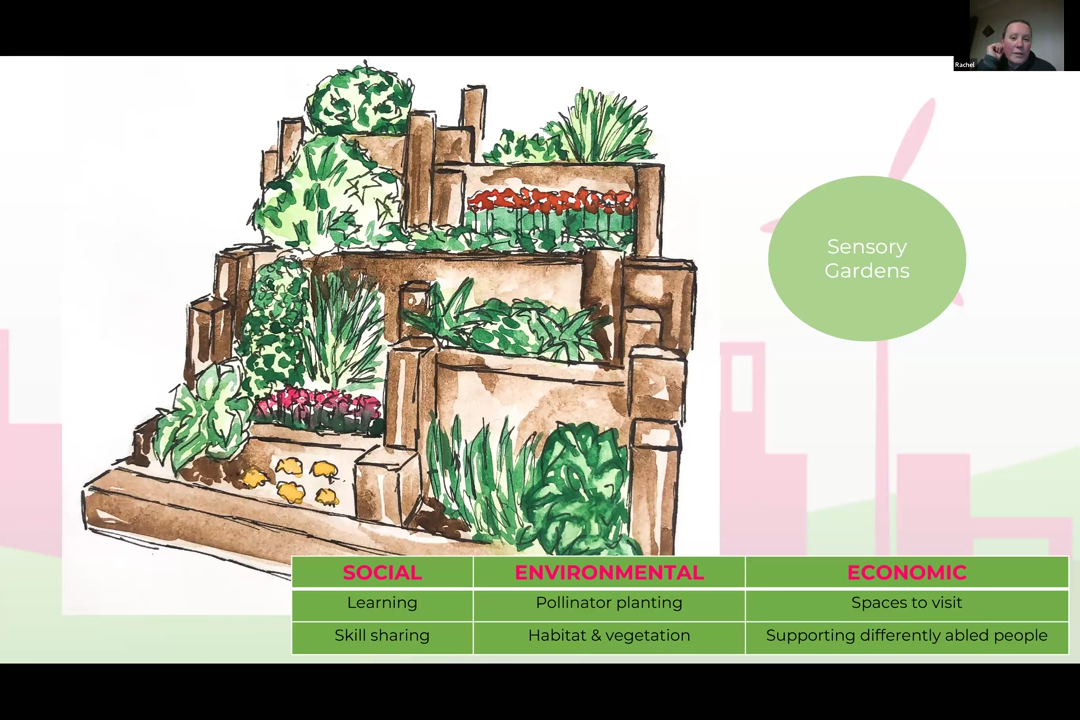 Rachel
Sensory
Gardens
SOCIAL ENVIRONMENTAL ECONOMIC
Learning Pollinator planting Spaces to visit
Skill sharing Habitat & vegetation Supporting differently abled people